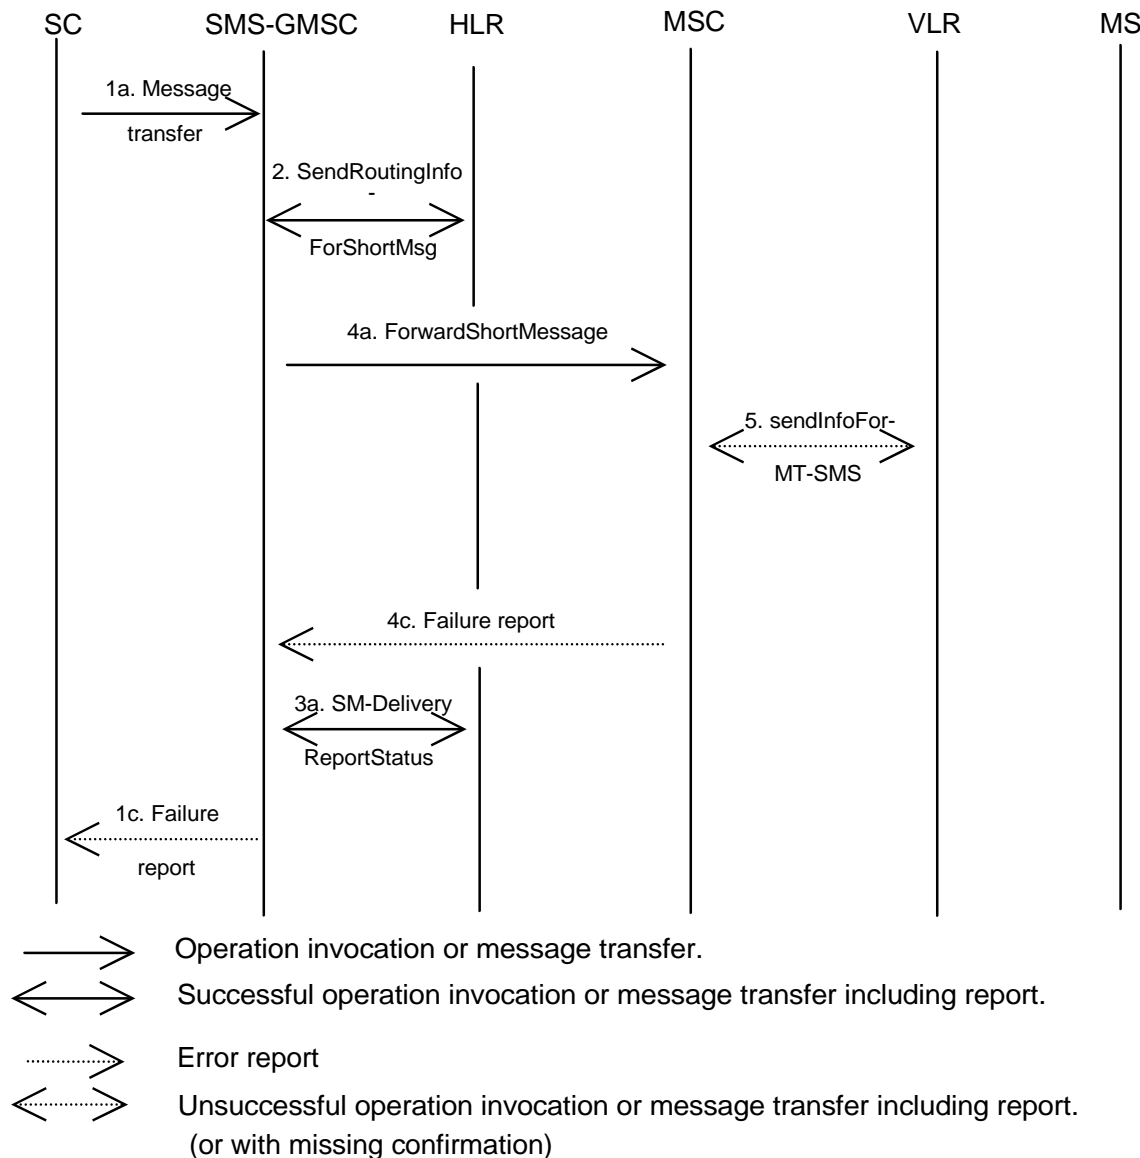 SC SMS-GMSC HLR MSC VLR MS
1a. Message
transfer
2. SendRoutingInfo
-
ForShortMsg
4a. ForwardShortMessage
5. sendInfoFor-
MT-SMS
4c. Failure report
3a. SM-Delivery
ReportStatus
1c. Failure
report
Operation invocation or message transfer.
Successful operation invocation or message transfer including report.
Error report
Unsuccessful operation invocation or message transfer including report.
(or with missing confirmation)